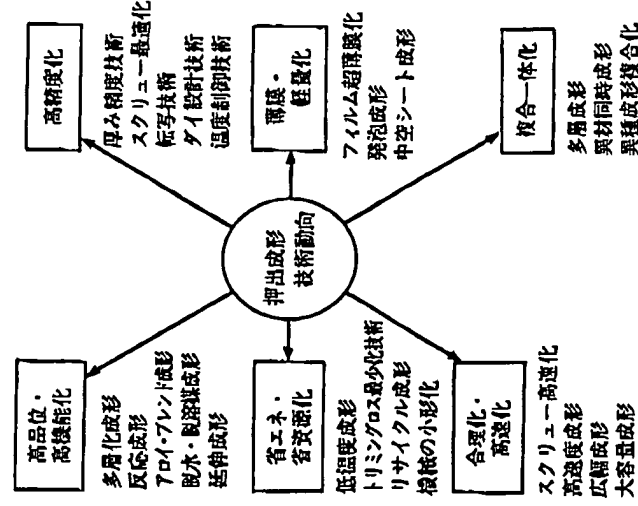 高品位・
高機能化
多層化成形
反応成形
アロイ・ブレンド成形
脱水・脱溶媒成形
延伸成形
高精度化
厚み精度技術
スクリュー最適化
転写技術
ダイ設計技術
温度制御技術
押出成形
技術動向
省エネ・
省資源化
低温度成形
トリミングロス最少化技術
リサイクル成形
機械の小形化
薄膜・
軽量化
フィルム超薄膜化
発泡成形
中空シート成形
合理化・
高速化
スクリュー高速化
高速度成形
広幅成形
大容量成形
複合一体化
多層成形
異材同時成形
異種成形複合化